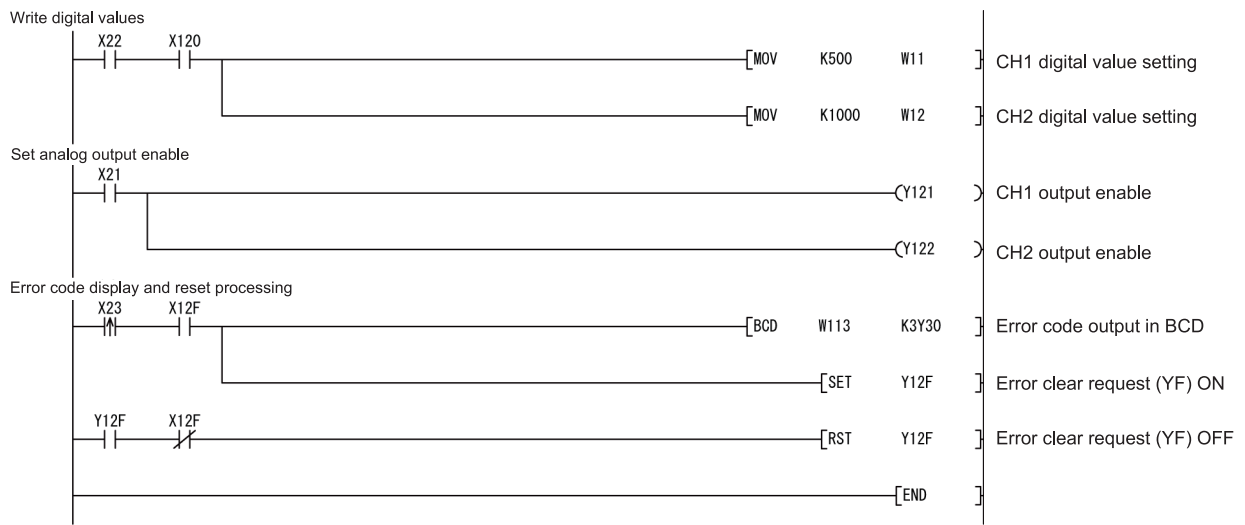 Write digital values
X22 X120
MOV K500 W11 CH1 digital value setting
MOV K1000 W12 CH2 digital value setting
Set analog output enable
X21
Y121 CH1 output enable
Y122 CH2 output enable
Error code display and reset processing
X23 X12F
BCD W113 K3Y30 Error code output in BCD
SET Y12F Error clear request (YF) ON
Y12F X12F
RST Y12F Error clear request (YF) OFF
END